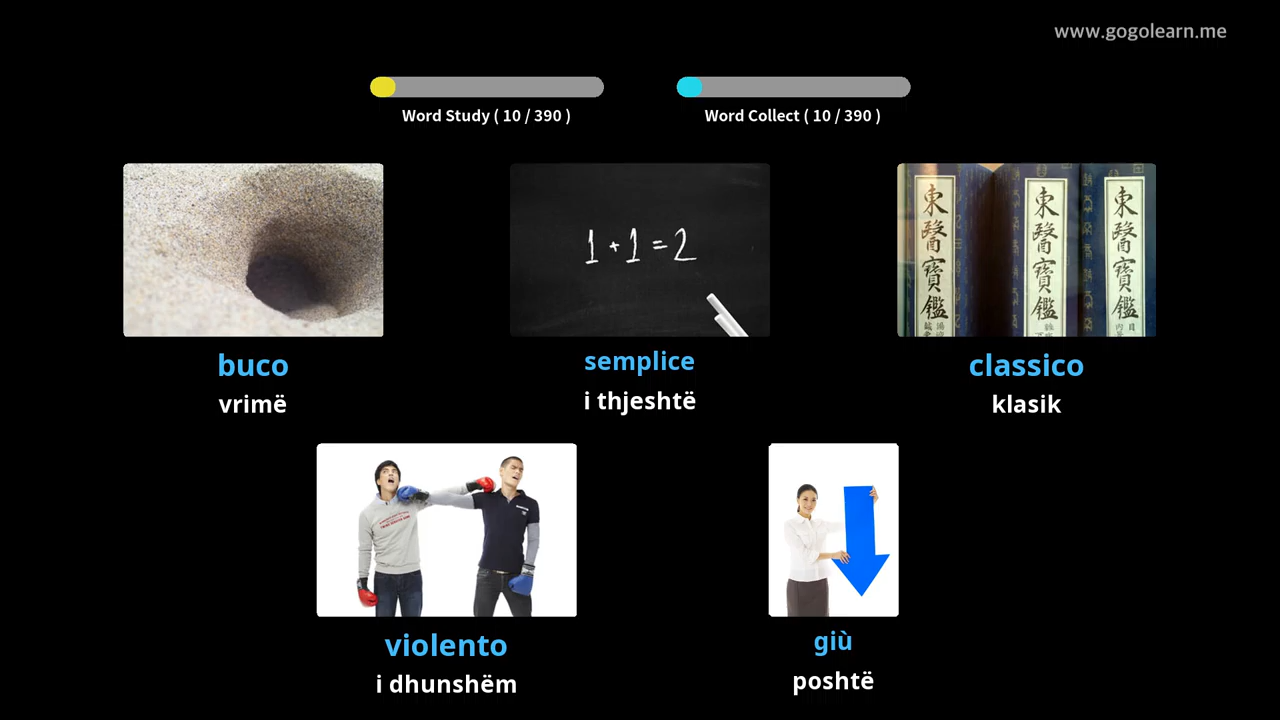 www.gogolearn.me
Word Study ( 10 / 390 )
Word Collect ( 10 / 390 )
1 + 1 = 2
東醫寶鑑
東醫寶鑑
東醫寶鑑
buco
semplice
classico
vrimë
i thjeshtë
klasik
violento
giù
i dhunshëm
poshtë